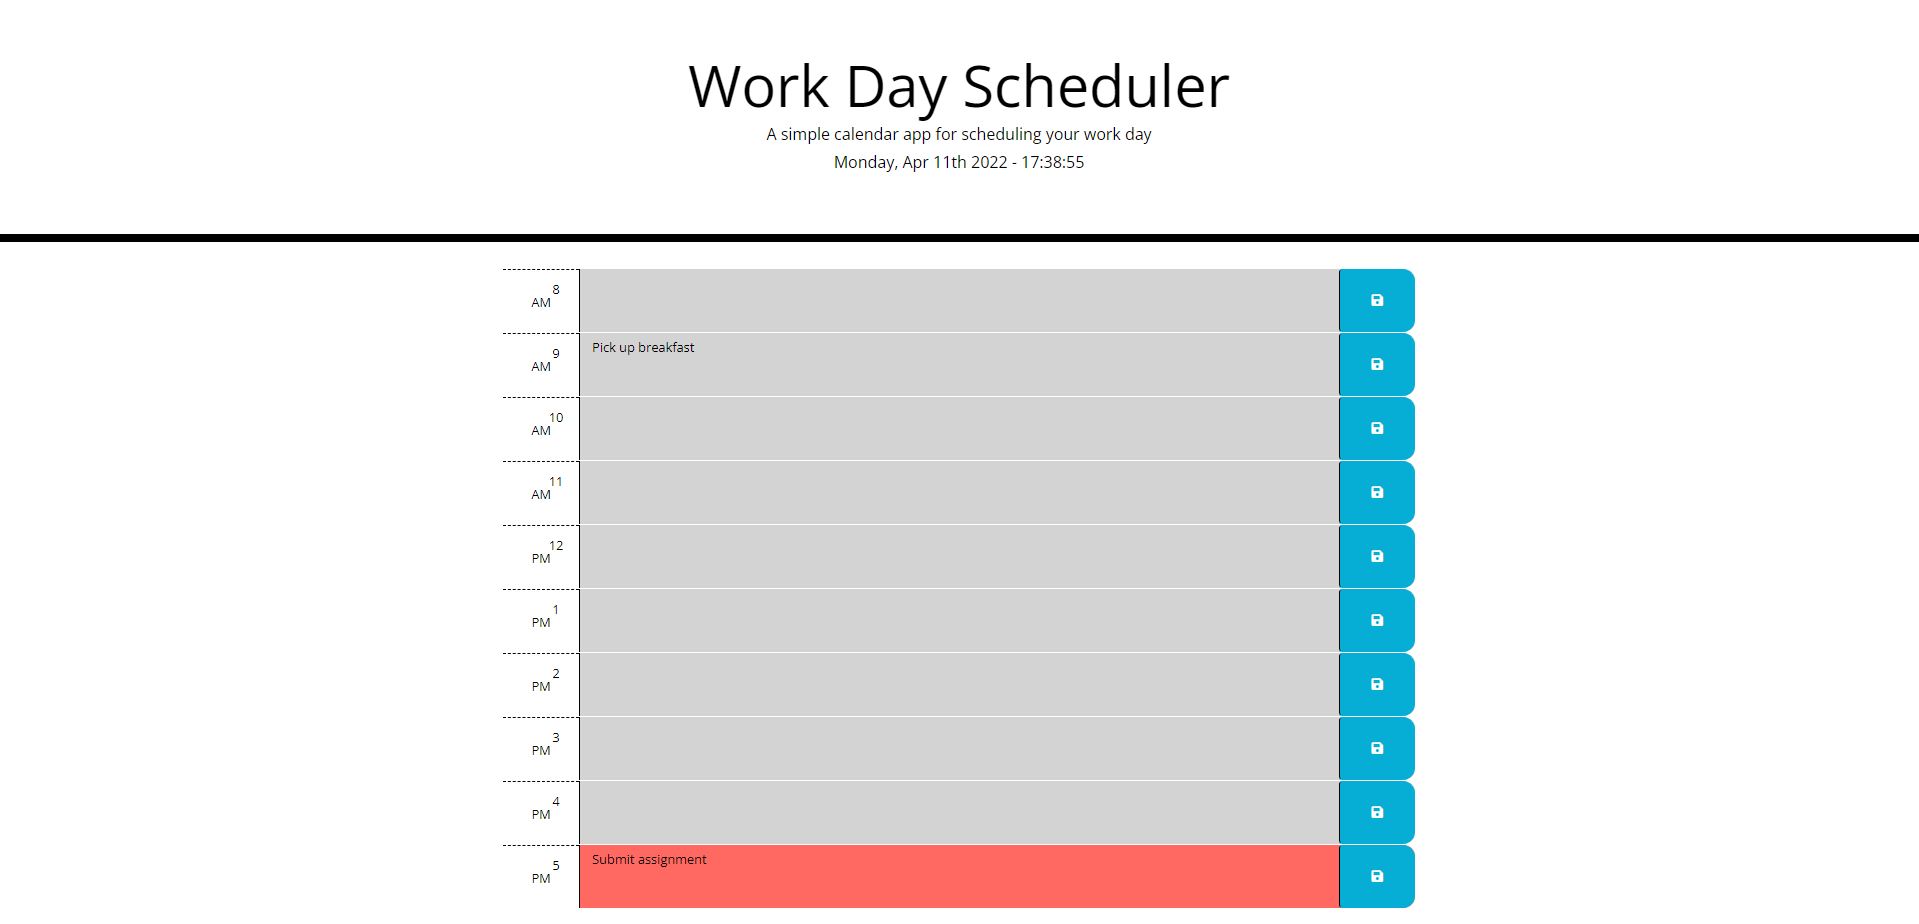 Work Day Scheduler
A simple calendar app for scheduling your work day
Monday, Apr 11th 2022 - 17:38:55
8
AM
9
AM
Pick up breakfast
10
AM
11
AM
12
PM
1
PM
2
PM
3
PM
4
PM
5
PM
Submit assignment